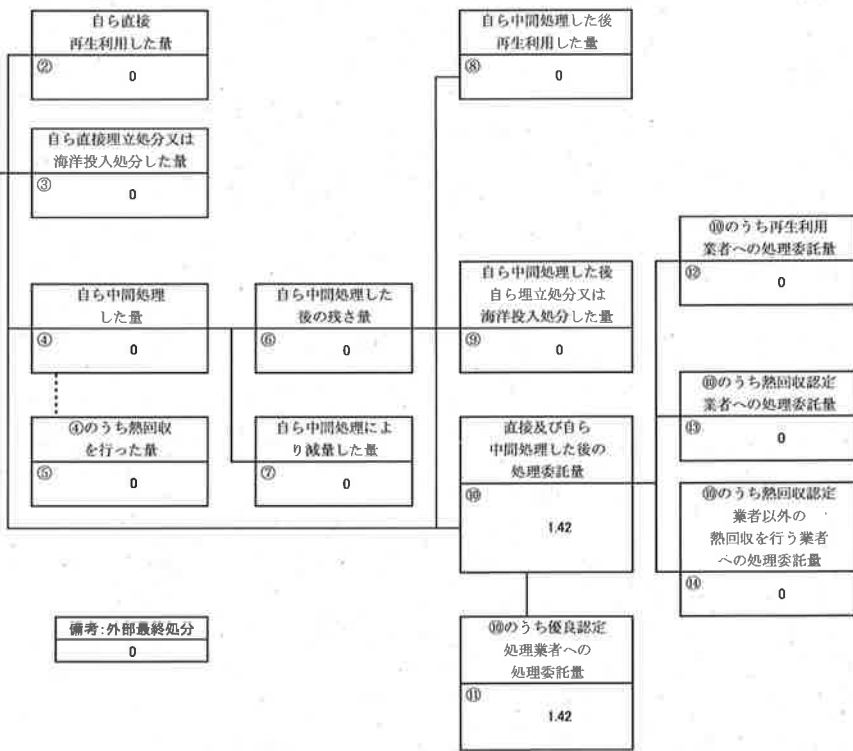 自ら直接
再生利用した量
②
0
自ら中間処理した後
再生利用した量
⑧
0
自ら直接埋立処分又は
海洋投入処分した量
③
0
⑩のうち再生利用
業者への処理委託量
⑫
0
自ら中間処理
した量
④
0
自ら中間処理した
後の残さ量
⑥
0
自ら中間処理した後
自ら埋立処分又は
海洋投入処分した量
⑨
0
⑩のうち熱回収認定
業者への処理委託量
⑬
0
④のうち熱回収
を行った量
⑤
0
自ら中間処理によ
り減量した量
⑦
0
直接及び自ら
中間処理した後の
処理委託量
⑩
1.42
⑩のうち熱回収認定
業者以外の
熱回収を行う業者
への処理委託量
⑭
0
備考:外部最終処分
0
⑩のうち優良認定
処理業者への
処理委託量
⑪
1.42